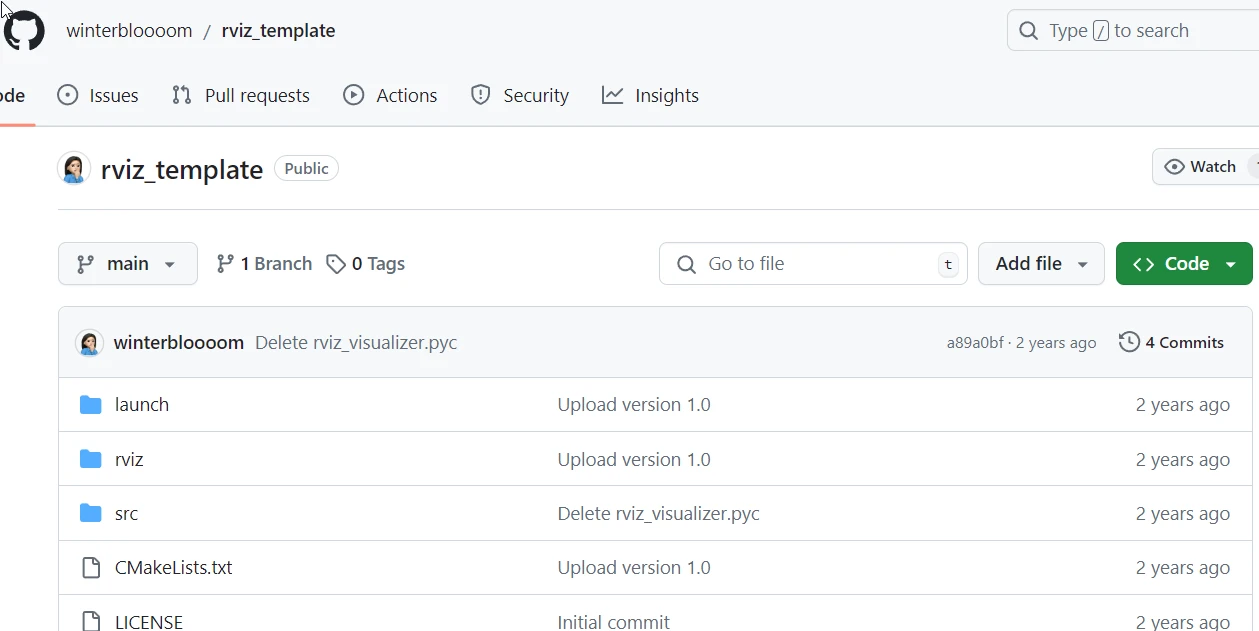 winterbloooom / rviz_template
Type / to search
ode Issues Pull requests Actions Security Insights
rviz_template Public
Watch
main 1 Branch 0 Tags Go to file t Add file Code
winterbloooom Delete rviz_visualizer.pyc a89a0bf · 2 years ago 4 Commits
launch Upload version 1.0 2 years ago
rviz Upload version 1.0 2 years ago
src Delete rviz_visualizer.pyc 2 years ago
CMakeLists.txt Upload version 1.0 2 years ago
LICENSE Initial commit 2 years ago